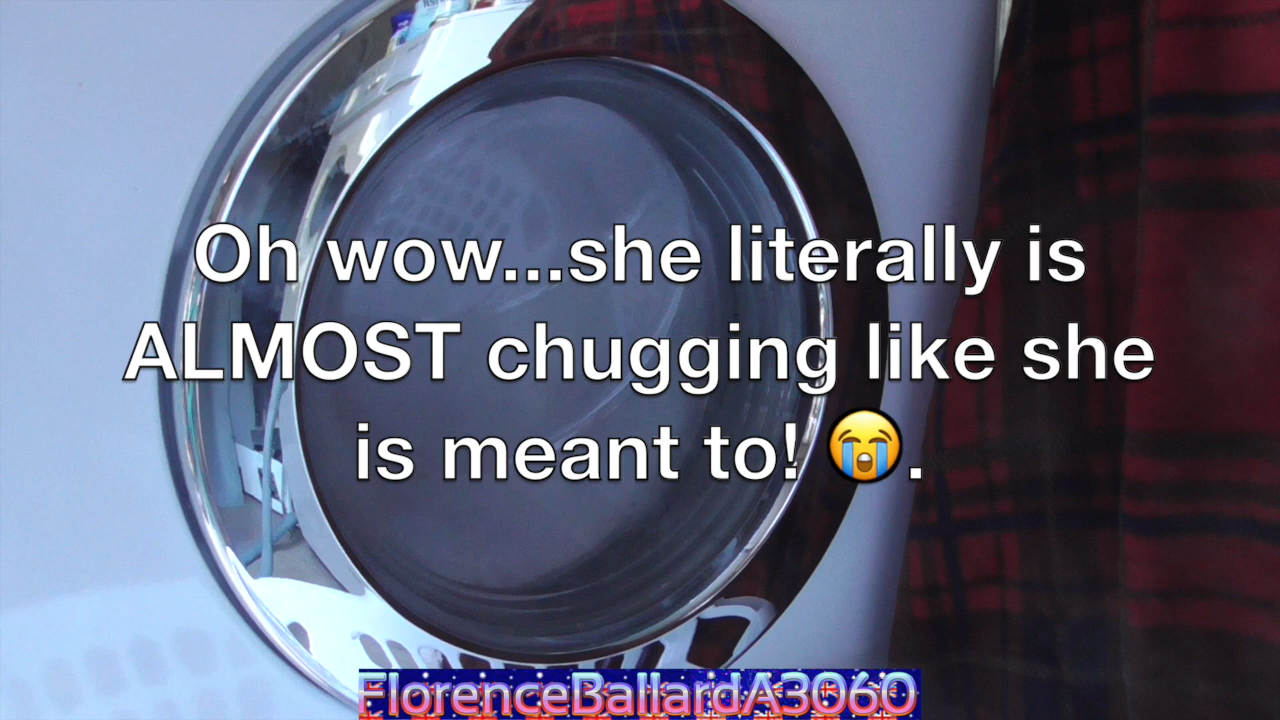 Oh wow...she literally is
ALMOST chugging like she
is meant to! 😭.
FlorenceBallardA3060